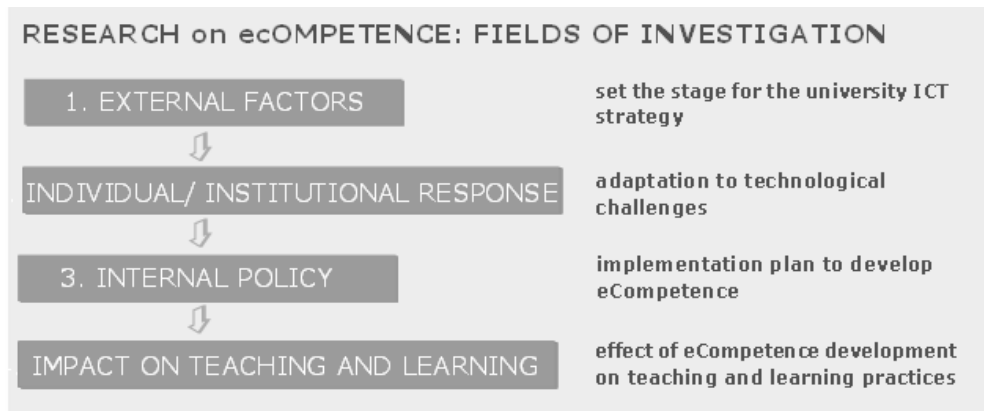 RESEARCH on ecOMPETENCE: FIELDS OF INVESTIGATION
1. EXTERNAL FACTORS
set the stage for the university ICT
strategy
INDIVIDUAL/ INSTITUTIONAL RESPONSE
adaptation to technological
challenges
3. INTERNAL POLICY
implementation plan to develop
eCompetence
IMPACT ON TEACHING AND LEARNING
effect of eCompetence development
on teaching and learning practices